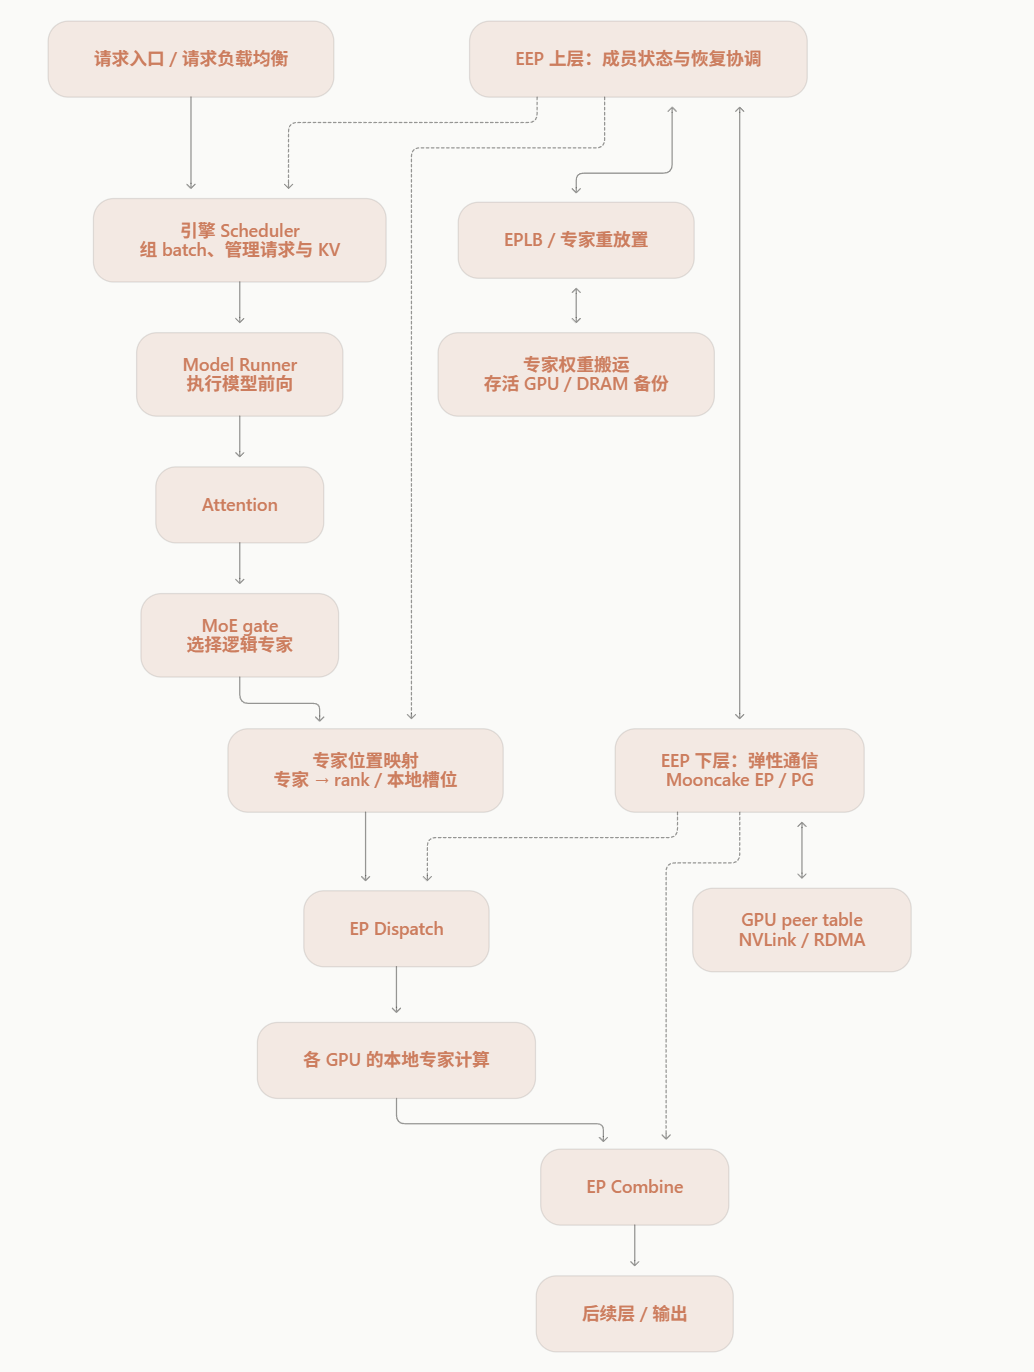 请求入口 / 请求负载均衡
EEP 上层：成员状态与恢复协调
引擎 Scheduler
组 batch、管理请求与 KV
EPLB / 专家重放置
Model Runner
执行模型前向
专家权重搬运
存活 GPU / DRAM 备份
Attention
MoE gate
选择逻辑专家
专家位置映射
专家 → rank / 本地槽位
EEP 下层：弹性通信
Mooncake EP / PG
EP Dispatch
GPU peer table
NVLink / RDMA
各 GPU 的本地专家计算
EP Combine
后续层 / 输出